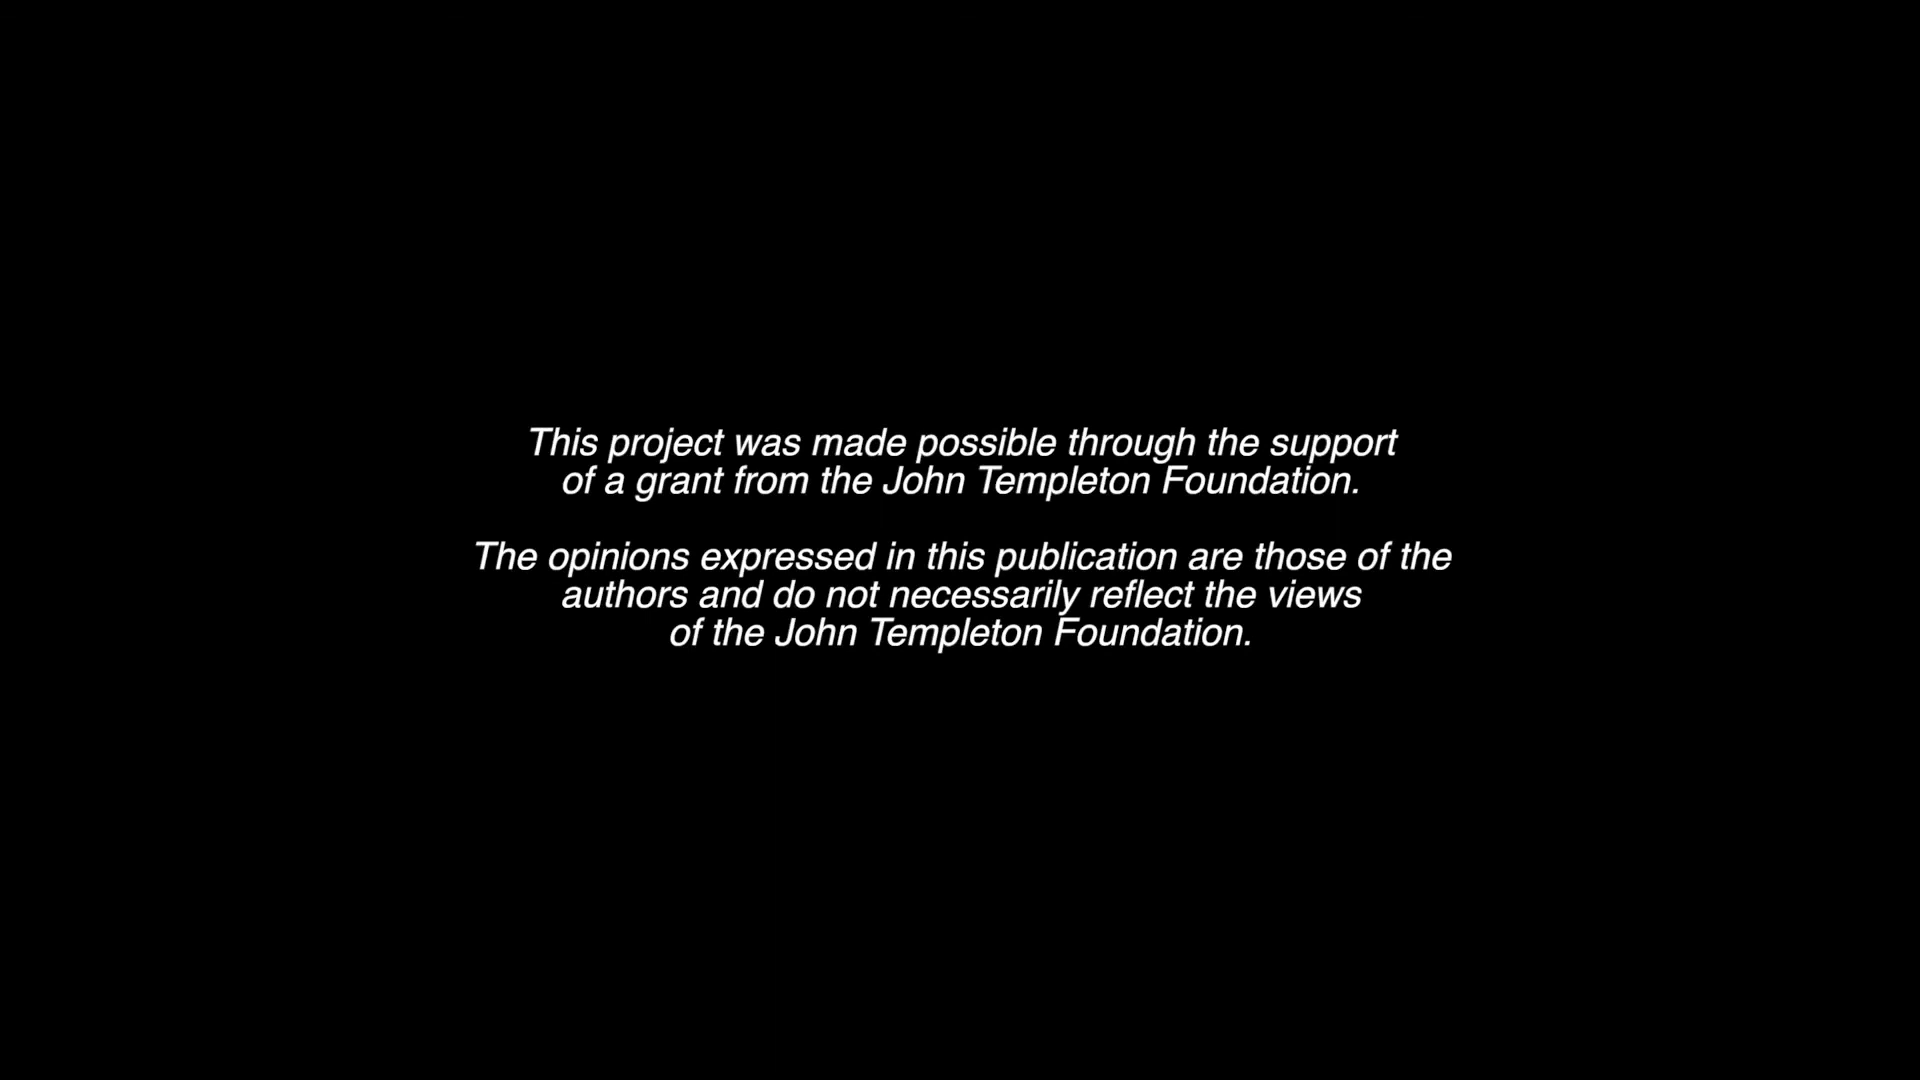 This project was made possible through the support
of a grant from the John Templeton Foundation.
The opinions expressed in this publication are those of the
authors and do not necessarily reflect the views
of the John Templeton Foundation.